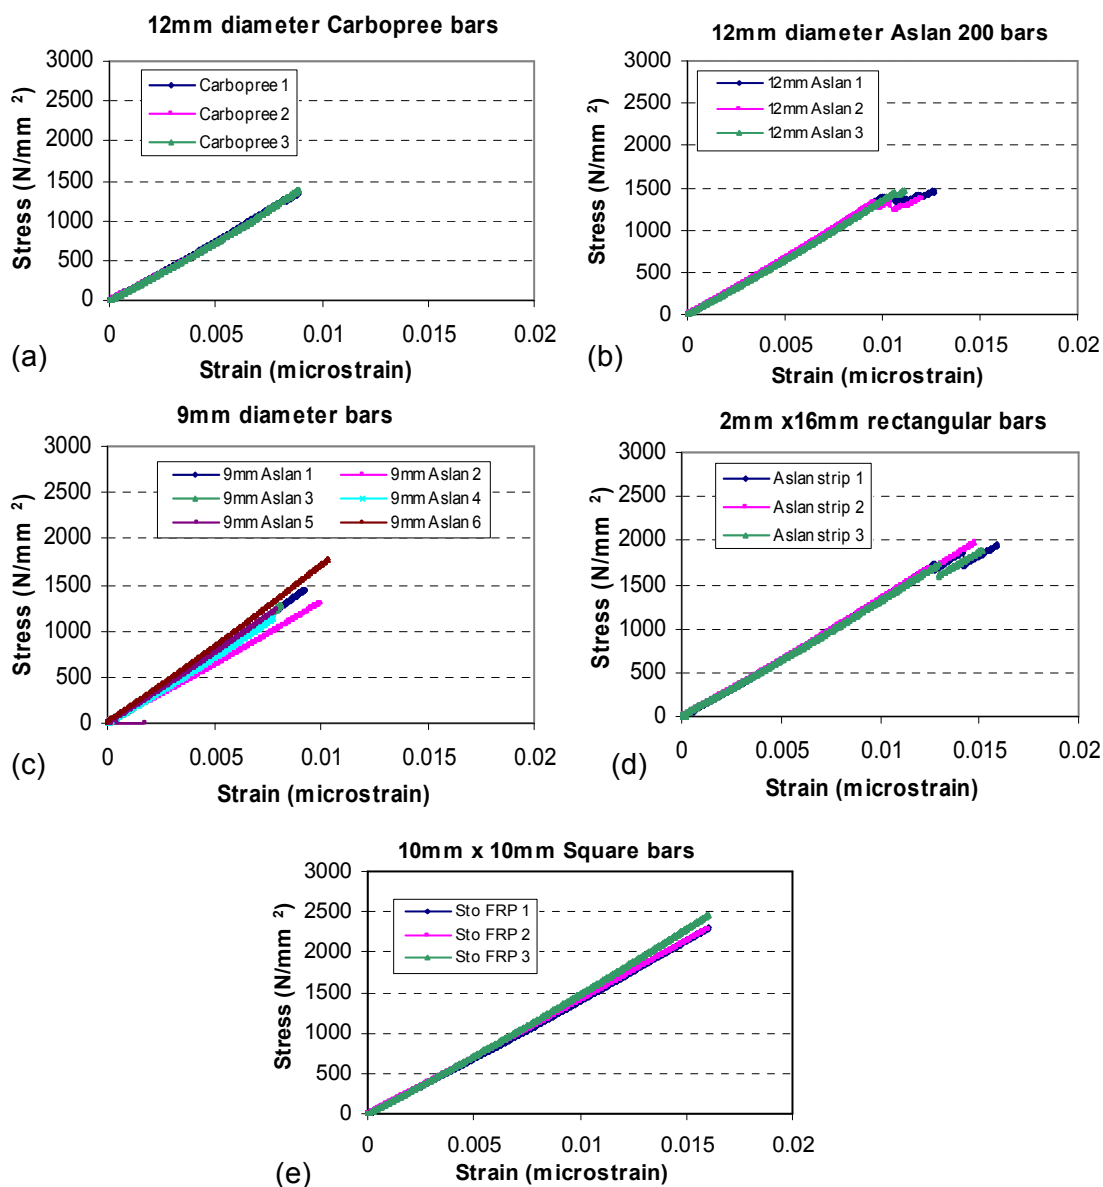 12mm diameter Carbopree bars
Stress (N/mm 2)
3000
2500
2000
1500
1000
500
0
Carbopree 1
Carbopree 2
Carbopree 3
0 0.005 0.01 0.015 0.02
Strain (microstrain)
(a)
12mm diameter Aslan 200 bars
Stress (N/mm 2)
3000
2500
2000
1500
1000
500
0
12mm Aslan 1
12mm Aslan 2
12mm Aslan 3
0 0.005 0.01 0.015 0.02
Strain (microstrain)
(b)
9mm diameter bars
Stress (N/mm 2)
3000
2500
2000
1500
1000
500
0
9mm Aslan 1 9mm Aslan 2
9mm Aslan 3 9mm Aslan 4
9mm Aslan 5 9mm Aslan 6
0 0.005 0.01 0.015 0.02
Strain (microstrain)
(c)
2mm x16mm rectangular bars
Stress (N/mm 2)
3000
2500
2000
1500
1000
500
0
Aslan strip 1
Aslan strip 2
Aslan strip 3
0 0.005 0.01 0.015 0.02
Strain (microstrain)
(d)
10mm x 10mm Square bars
Stress (N/mm 2)
3000
2500
2000
1500
1000
500
0
Sto FRP 1
Sto FRP 2
Sto FRP 3
0 0.005 0.01 0.015 0.02
Strain (microstrain)
(e)